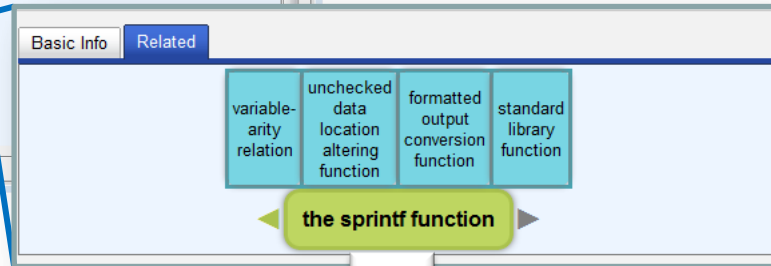 Basic Info
Related
variable-
arity
relation
unchecked
data
location
altering
function
formatted
output
conversion
function
standard
library
function
the sprintf function